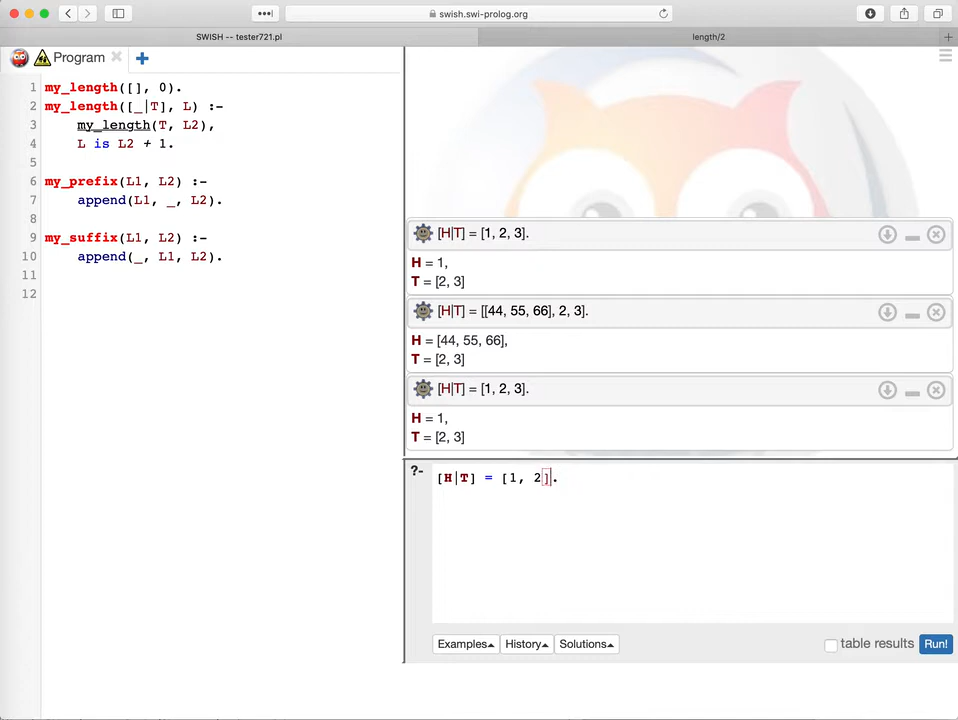 swish.swi-prolog.org
SWISH -- tester721.pl
length/2
Program
1 my_length([], 0).
2 my_length([_|T], L) :-
3 my_length(T, L2),
4 L is L2 + 1.
5
6 my_prefix(L1, L2) :-
7 append(L1, _, L2).
8
9 my_suffix(L1, L2) :-
10 append(_, L1, L2).
11
12
[H|T] = [1, 2, 3].
H = 1,
T = [2, 3]
[H|T] = [[44, 55, 66], 2, 3].
H = [44, 55, 66],
T = [2, 3]
[H|T] = [1, 2, 3].
H = 1,
T = [2, 3]
?- [H|T] = [1, 2].
Examples History Solutions table results Run!